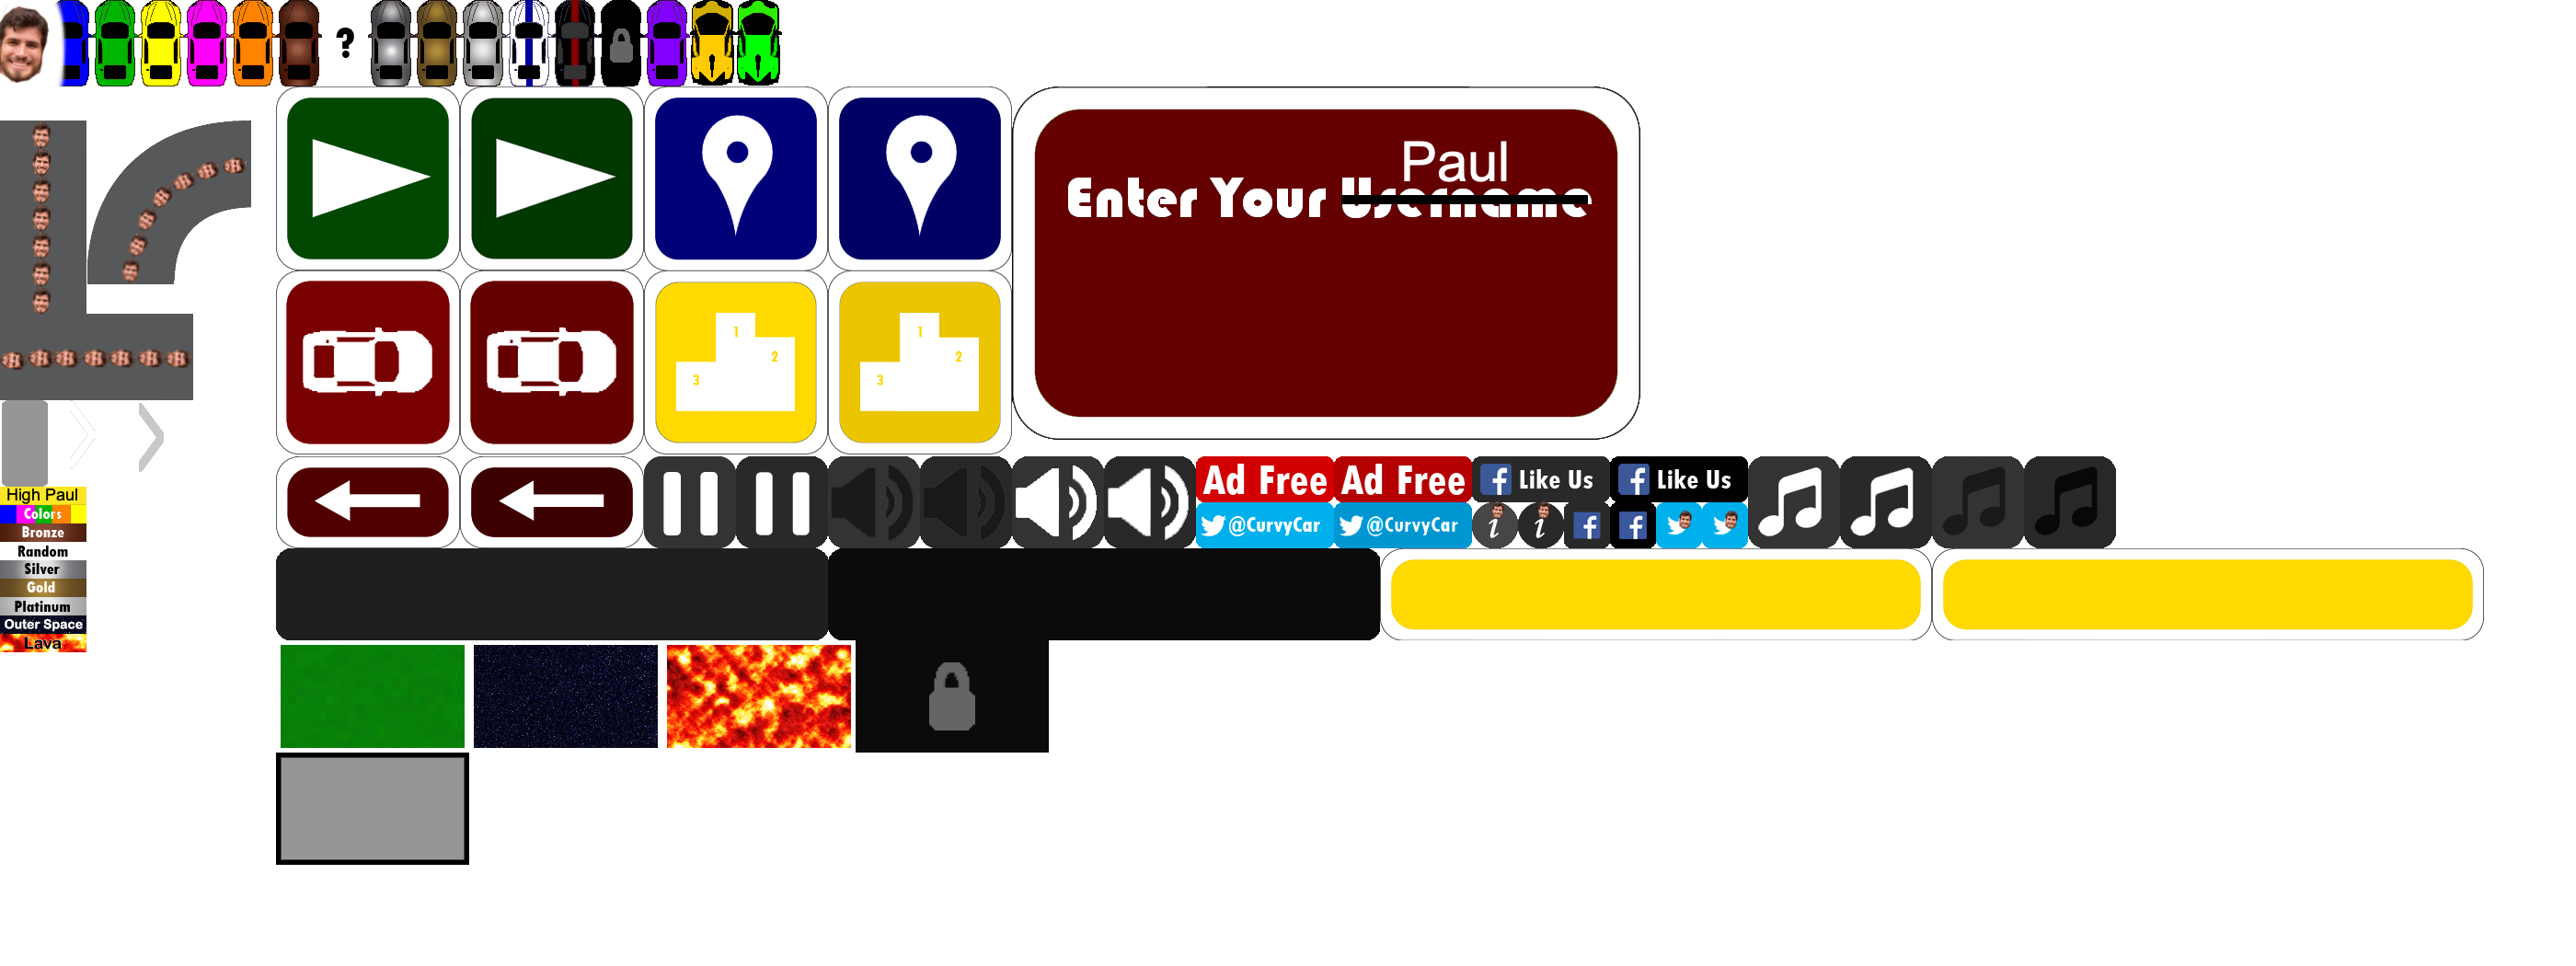 ?
Paul
Enter Your Username
1
2
3
1
2
3
Ad Free
Ad Free
Like Us
Like Us
@CurvyCar
@CurvyCar
i
i
High Paul
Colors
Bronze
Random
Silver
Gold
Platinum
Outer Space
Lava